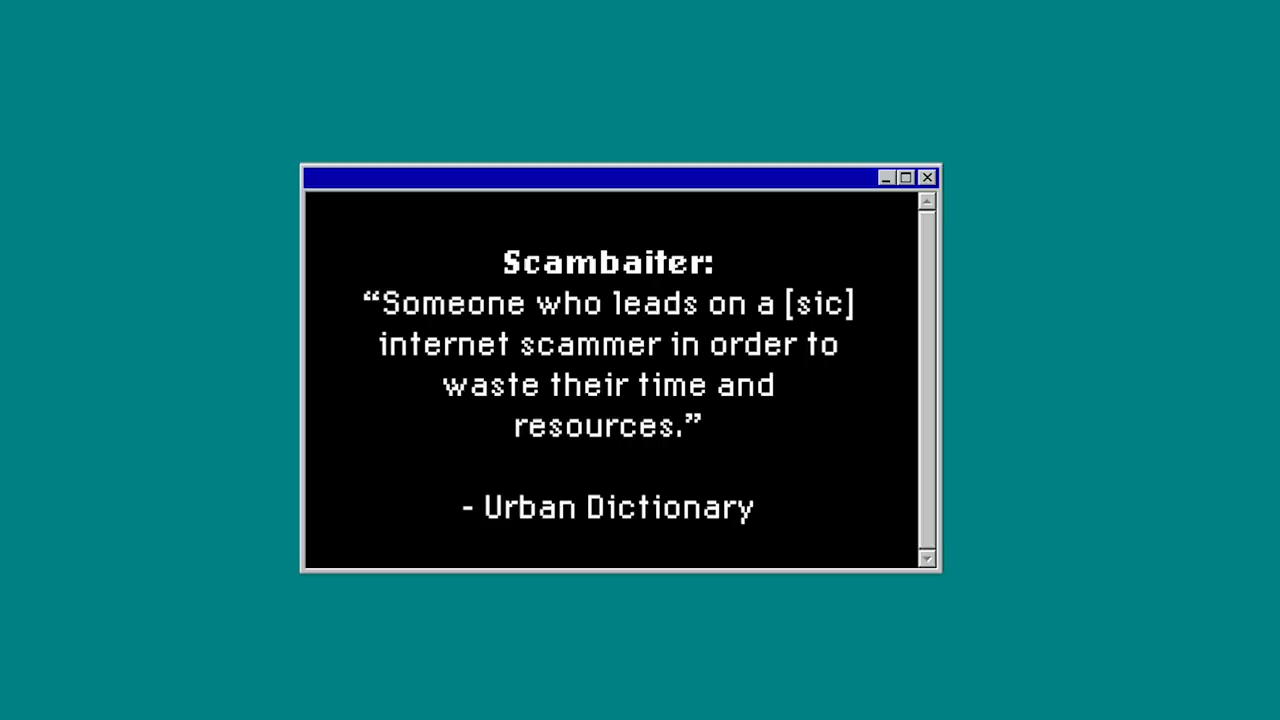 Scambaiter:
“Someone who leads on a [sic]
internet scammer in order to
waste their time and
resources.”
- Urban Dictionary